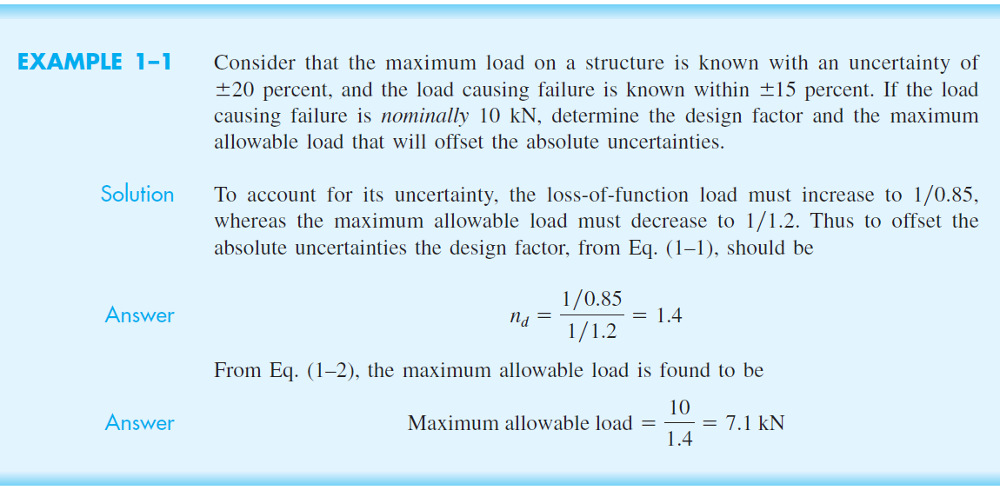 EXAMPLE 1–1 Consider that the maximum load on a structure is known with an uncertainty of
±20 percent, and the load causing failure is known within ±15 percent. If the load
causing failure is nominally 10 kN, determine the design factor and the maximum
allowable load that will offset the absolute uncertainties.
Solution To account for its uncertainty, the loss-of-function load must increase to 1/0.85,
whereas the maximum allowable load must decrease to 1/1.2. Thus to offset the
absolute uncertainties the design factor, from Eq. (1–1), should be
Answer n_d = (1/0.85)/(1/1.2) = 1.4
From Eq. (1–2), the maximum allowable load is found to be
Answer Maximum allowable load = 10/1.4 = 7.1 kN